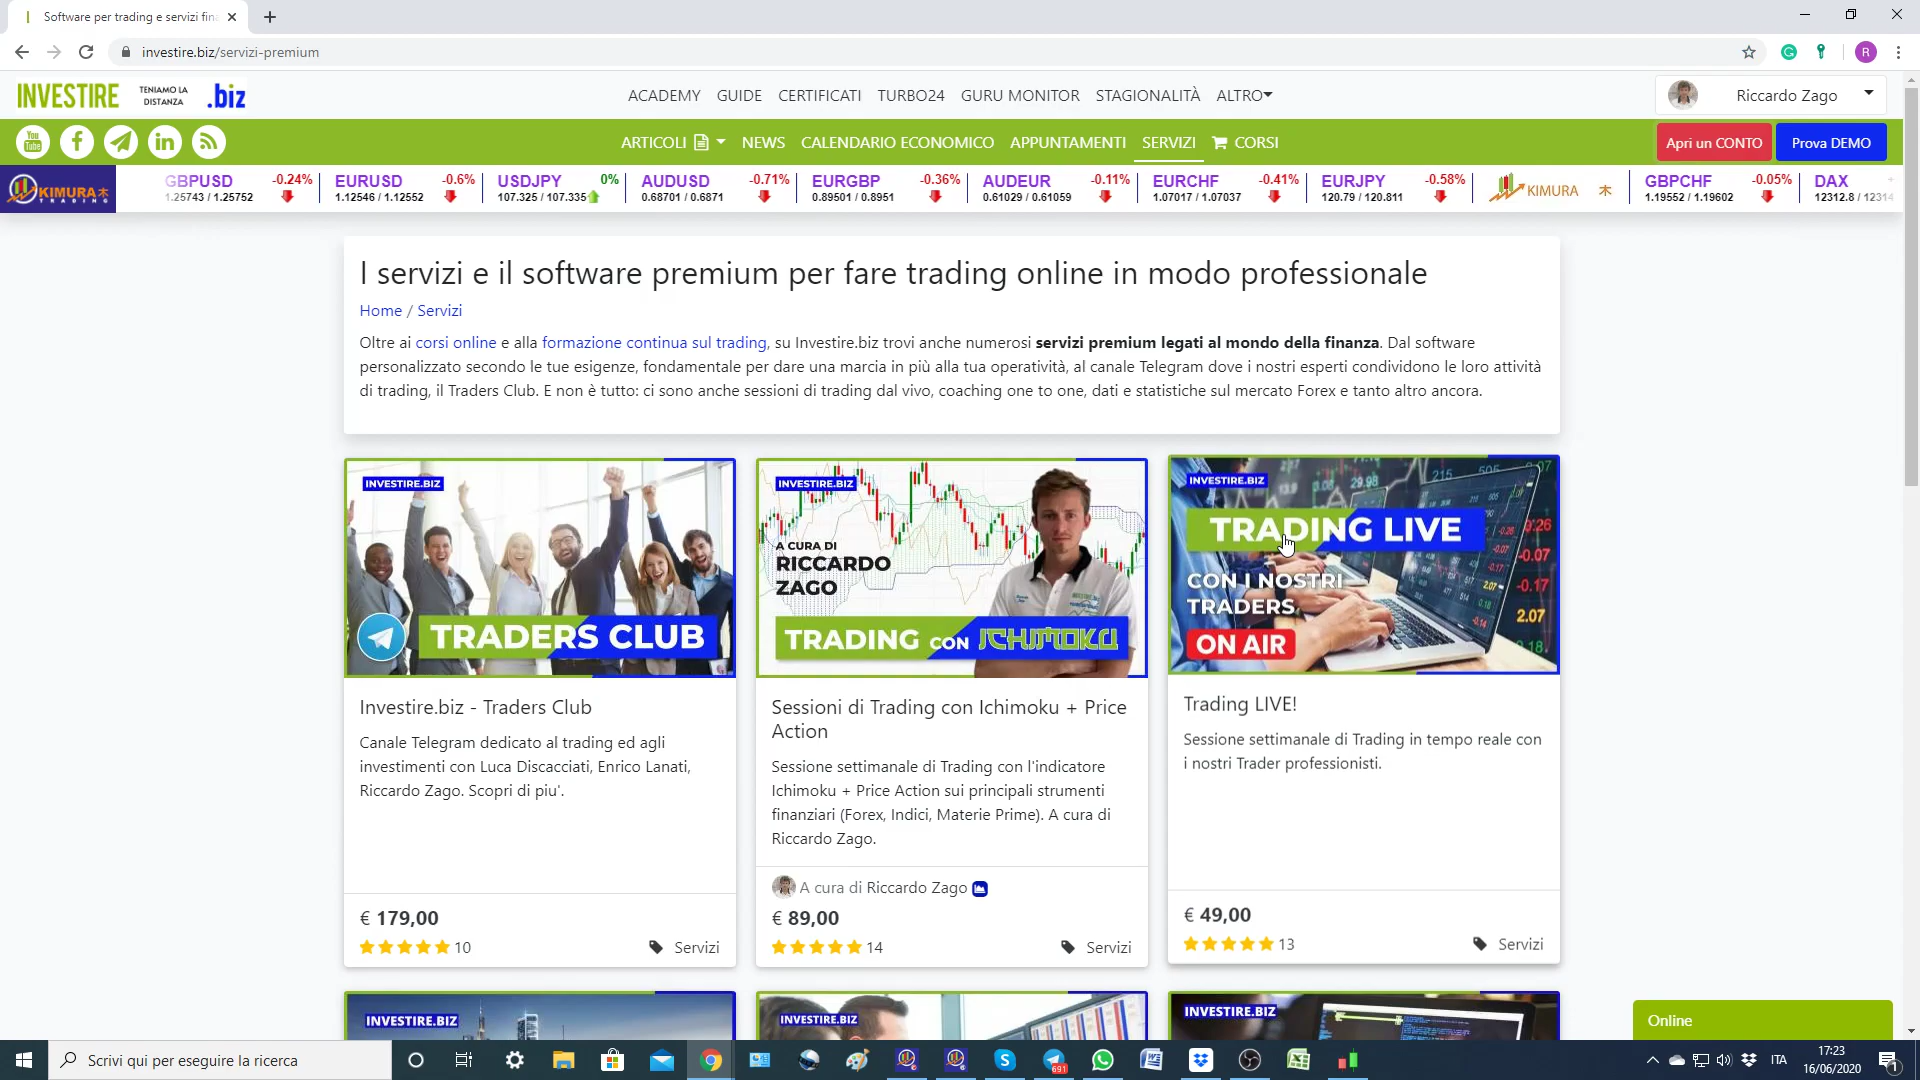 Software per trading e servizi fin
investire.biz/servizi-premium
R
INVESTIRE TENIAMO LA DISTANZA .biz
ACADEMY GUIDE CERTIFICATI TURBO24 GURU MONITOR STAGIONALITÀ ALTRO
Riccardo Zago
You Tube
ARTICOLI NEWS CALENDARIO ECONOMICO APPUNTAMENTI SERVIZI CORSI
Apri un CONTO Prova DEMO
KIMURA木 TRADING
GBPUSD -0.24% EURUSD -0.6% USDJPY 0% AUDUSD -0.71% EURGBP -0.36% AUDEUR -0.11% EURCHF -0.41% EURJPY -0.58% KIMURA 木 GBPCHF -0.05% DAX
1.25743 / 1.25752 1.12546 / 1.12552 107.325 / 107.335 0.68701 / 0.6871 0.89501 / 0.8951 0.61029 / 0.61059 1.07017 / 1.07037 120.79 / 120.811 1.19552 / 1.19602 12312.8 / 12314
I servizi e il software premium per fare trading online in modo professionale
Home / Servizi
Oltre ai corsi online e alla formazione continua sul trading, su Investire.biz trovi anche numerosi servizi premium legati al mondo della finanza. Dal software
personalizzato secondo le tue esigenze, fondamentale per dare una marcia in più alla tua operatività, al canale Telegram dove i nostri esperti condividono le loro attività
di trading, il Traders Club. E non è tutto: ci sono anche sessioni di trading dal vivo, coaching one to one, dati e statistiche sul mercato Forex e tanto altro ancora.
INVESTIRE.BIZ
TRADERS CLUB
Investire.biz - Traders Club
Canale Telegram dedicato al trading ed agli
investimenti con Luca Discacciati, Enrico Lanati,
Riccardo Zago. Scopri di piu'.
€ 179,00
10 Servizi
INVESTIRE.BIZ
A CURA DI
RICCARDO
ZAGO
TRADING CON ICHIMOKU
Sessioni di Trading con Ichimoku + Price
Action
Sessione settimanale di Trading con l'indicatore
Ichimoku + Price Action sui principali strumenti
finanziari (Forex, Indici, Materie Prime). A cura di
Riccardo Zago.
A cura di Riccardo Zago
€ 89,00
14 Servizi
INVESTIRE.BIZ
TRADING LIVE
CON I NOSTRI
TRADERS
ON AIR
Trading LIVE!
Sessione settimanale di Trading in tempo reale con
i nostri Trader professionisti.
€ 49,00
13 Servizi
INVESTIRE.BIZ
INVESTIRE.BIZ
INVESTIRE.BIZ
Online
Scrivi qui per eseguire la ricerca
691
ITA
17:23
16/06/2020
1